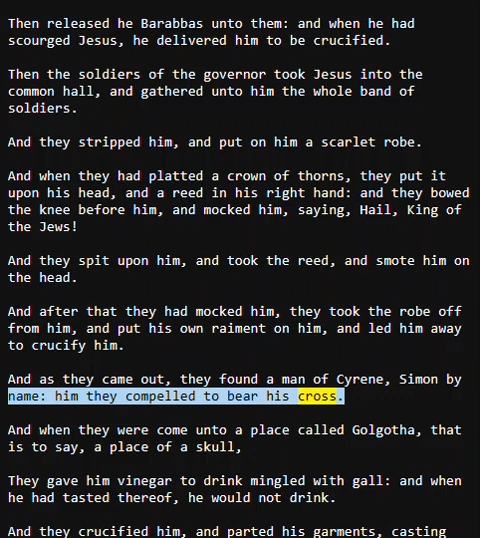 Then released he Barabbas unto them: and when he had
scourged Jesus, he delivered him to be crucified.
Then the soldiers of the governor took Jesus into the
common hall, and gathered unto him the whole band of
soldiers.
And they stripped him, and put on him a scarlet robe.
And when they had platted a crown of thorns, they put it
upon his head, and a reed in his right hand: and they bowed
the knee before him, and mocked him, saying, Hail, King of
the Jews!
And they spit upon him, and took the reed, and smote him on
the head.
And after that they had mocked him, they took the robe off
from him, and put his own raiment on him, and led him away
to crucify him.
And as they came out, they found a man of Cyrene, Simon by
name: him they compelled to bear his cross.
And when they were come unto a place called Golgotha, that
is to say, a place of a skull,
They gave him vinegar to drink mingled with gall: and when
he had tasted thereof, he would not drink.
And they crucified him, and parted his garments, casting